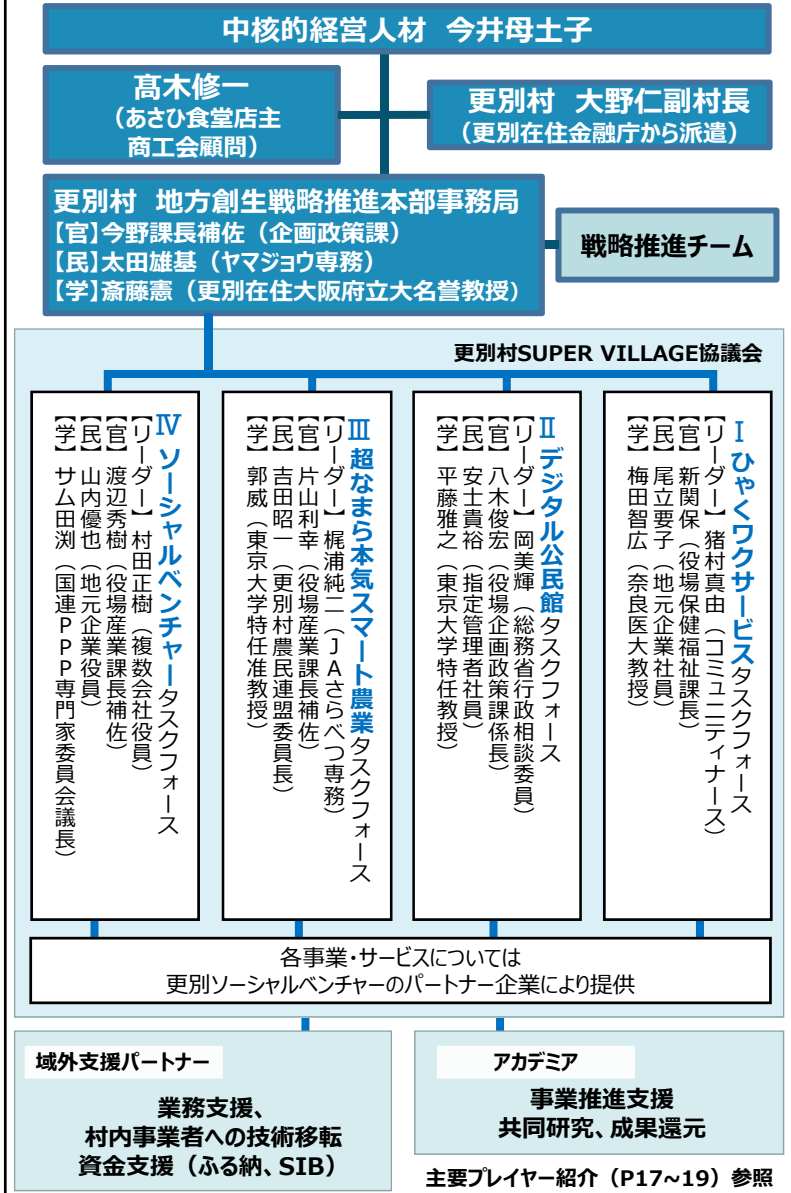 中核的経営人材 今井母土子
髙木修一
（あさひ食堂店主
商工会顧問）
更別村 大野仁副村長
（更別在住金融庁から派遣）
更別村 地方創生戦略推進本部事務局
【官】今野課長補佐（企画政策課）
【民】太田雄基（ヤマジョウ専務）
【学】斎藤憲（更別在住大阪府立大名誉教授）
戦略推進チーム
更別村SUPER VILLAGE協議会
Ⅰ ひゃくワクサービスタスクフォース
【リーダー】猪村真由（コミュニティナース）
【官】新関保（役場保健福祉課長）
【民】尾立要子（地元企業社員）
【学】梅田智広（奈良医大教授）
Ⅱ デジタル公民館タスクフォース
【リーダー】岡美輝（総務省行政相談委員）
【官】八木俊宏（役場企画政策課係長）
【民】安士貴裕（指定管理者社員）
【学】平藤雅之（東京大学特任教授）
Ⅲ 超なまら本気スマート農業タスクフォース
【リーダー】梶浦純二（ＪＡさらべつ専務）
【官】片山利幸（役場産業課長補佐）
【民】吉田昭一（更別村農民連盟委員長）
【学】郭威（東京大学特任准教授）
Ⅳ ソーシャルベンチャータスクフォース
【リーダー】村田正樹（複数会社役員）
【官】渡辺秀樹（役場産業課長補佐）
【民】山内優也（地元企業役員）
【学】サム田渕（国連ＰＰＰ専門家委員会議長）
各事業・サービスについては
更別ソーシャルベンチャーのパートナー企業により提供
域外支援パートナー
業務支援、
村内事業者への技術移転
資金支援（ふる納、SIB）
アカデミア
事業推進支援
共同研究、成果還元
主要プレイヤー紹介（P17~19）参照